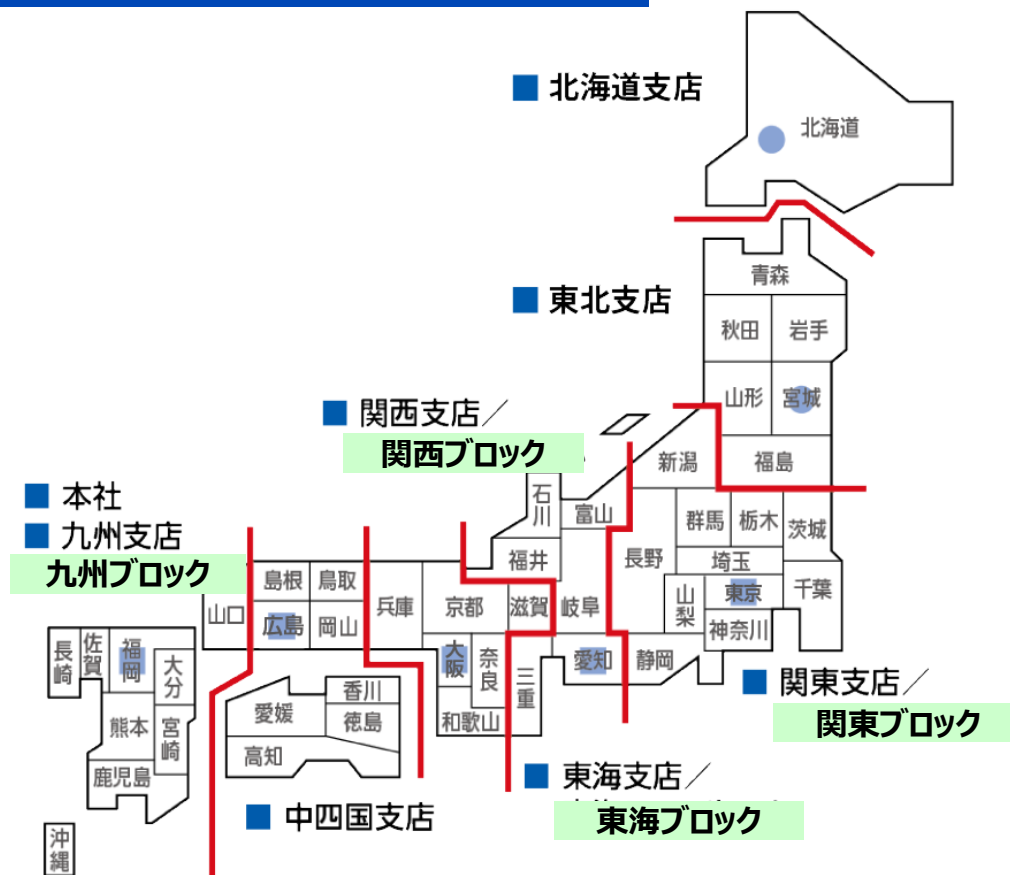 ■ 北海道支店
北海道
■ 東北支店
青森
秋田
岩手
山形
宮城
福島
■ 関西支店／
関西ブロック
新潟
石川
富山
福井
群馬
栃木
茨城
長野
埼玉
山梨
東京
千葉
神奈川
■ 本社
■ 九州支店
九州ブロック
島根
鳥取
兵庫
京都
滋賀
岐阜
山口
広島
岡山
大阪
奈良
三重
愛知
静岡
和歌山
長崎
佐賀
福岡
大分
熊本
宮崎
鹿児島
沖縄
香川
愛媛
徳島
高知
■ 関東支店／
関東ブロック
■ 東海支店／
東海ブロック
■ 中四国支店